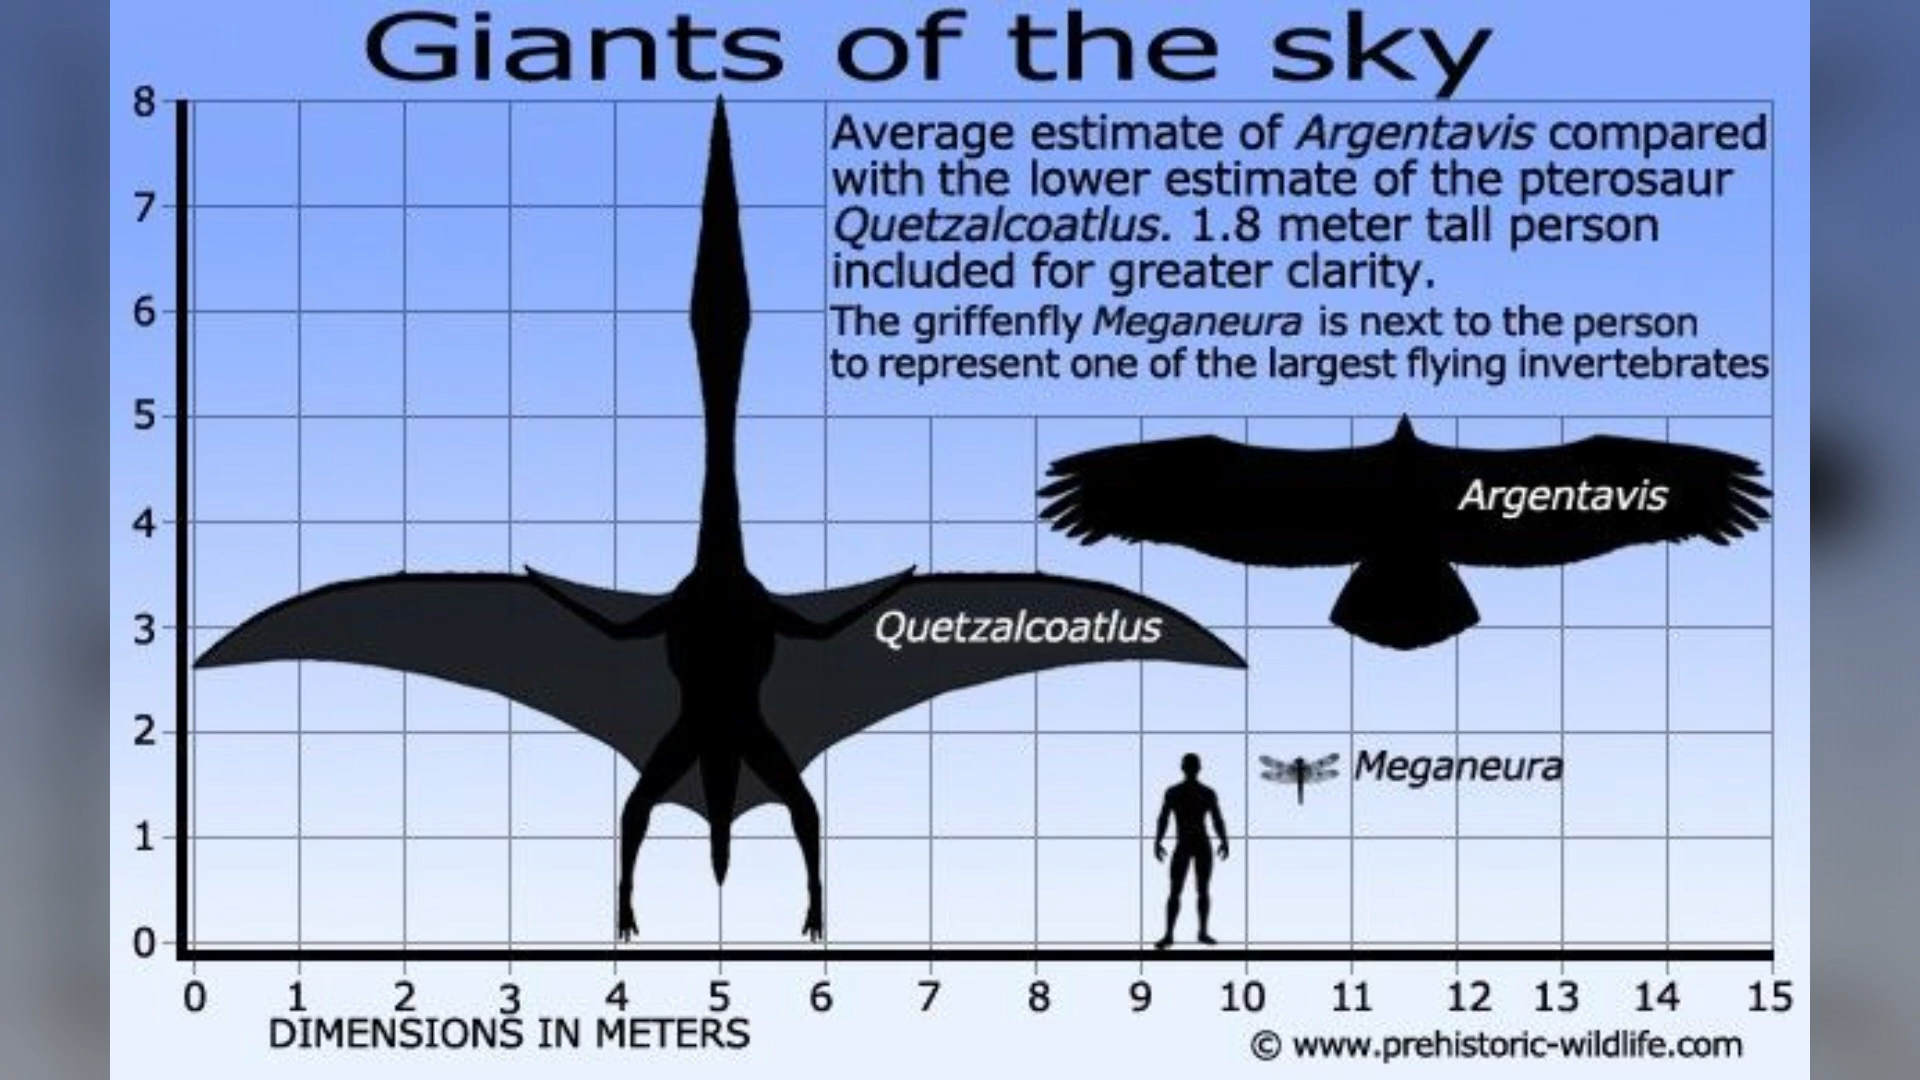 Giants of the sky
Average estimate of Argentavis compared
with the lower estimate of the pterosaur
Quetzalcoatlus. 1.8 meter tall person
included for greater clarity.
The griffenfly Meganeura is next to the person
to represent one of the largest flying invertebrates
8
7
6
5
4
3
2
1
0
Argentavis
Quetzalcoatlus
Meganeura
0 1 2 3 4 5 6 7 8 9 10 11 12 13 14 15
DIMENSIONS IN METERS
© www.prehistoric-wildlife.com